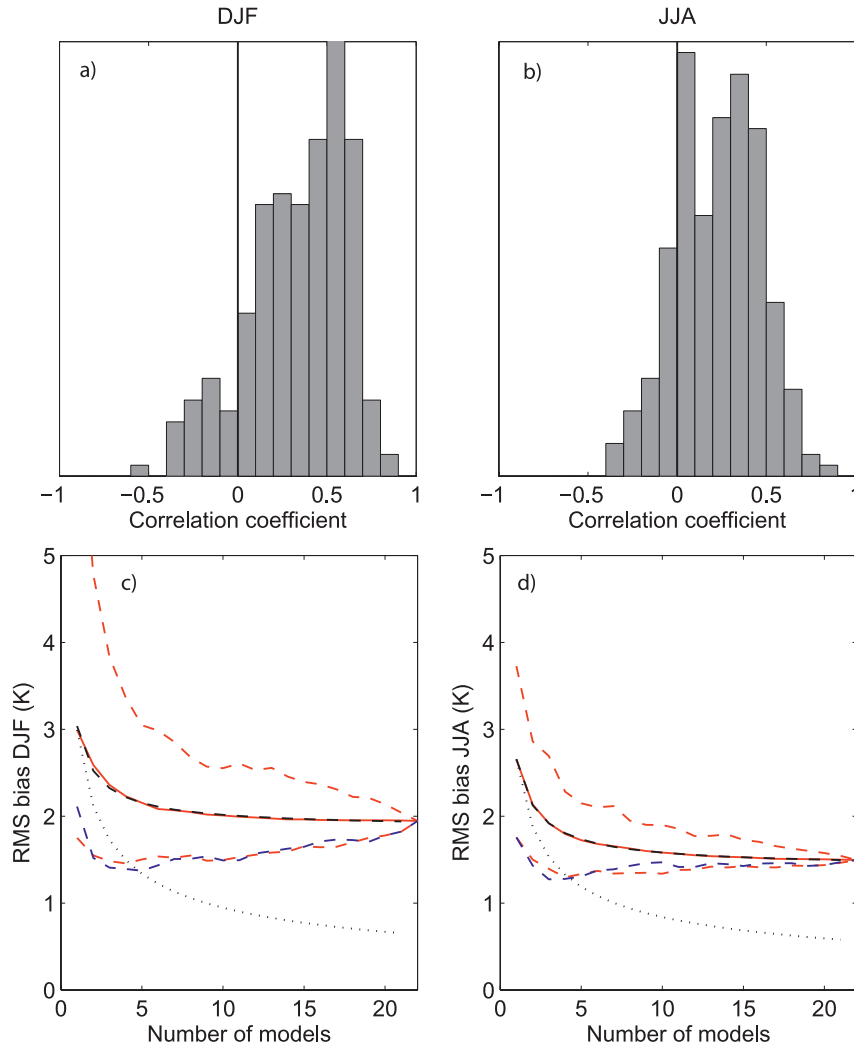 DJF
JJA
a)
b)
−1
−0.5
0
0.5
1
−1
−0.5
0
0.5
1
Correlation coefficient
Correlation coefficient
5
4
3
2
1
0
RMS bias DJF (K)
c)
0
5
10
15
20
Number of models
5
4
3
2
1
0
RMS bias JJA (K)
d)
0
5
10
15
20
Number of models